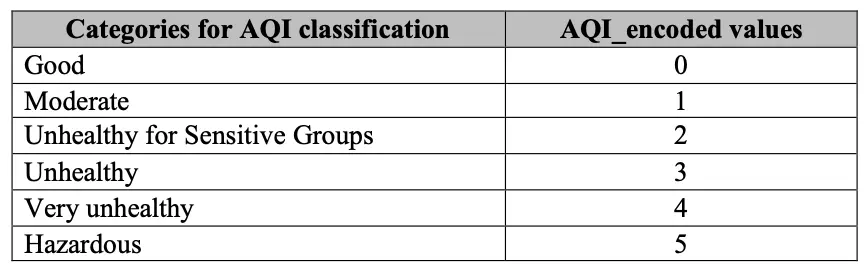 Categories for AQI classification AQI_encoded values
Good 0
Moderate 1
Unhealthy for Sensitive Groups 2
Unhealthy 3
Very unhealthy 4
Hazardous 5